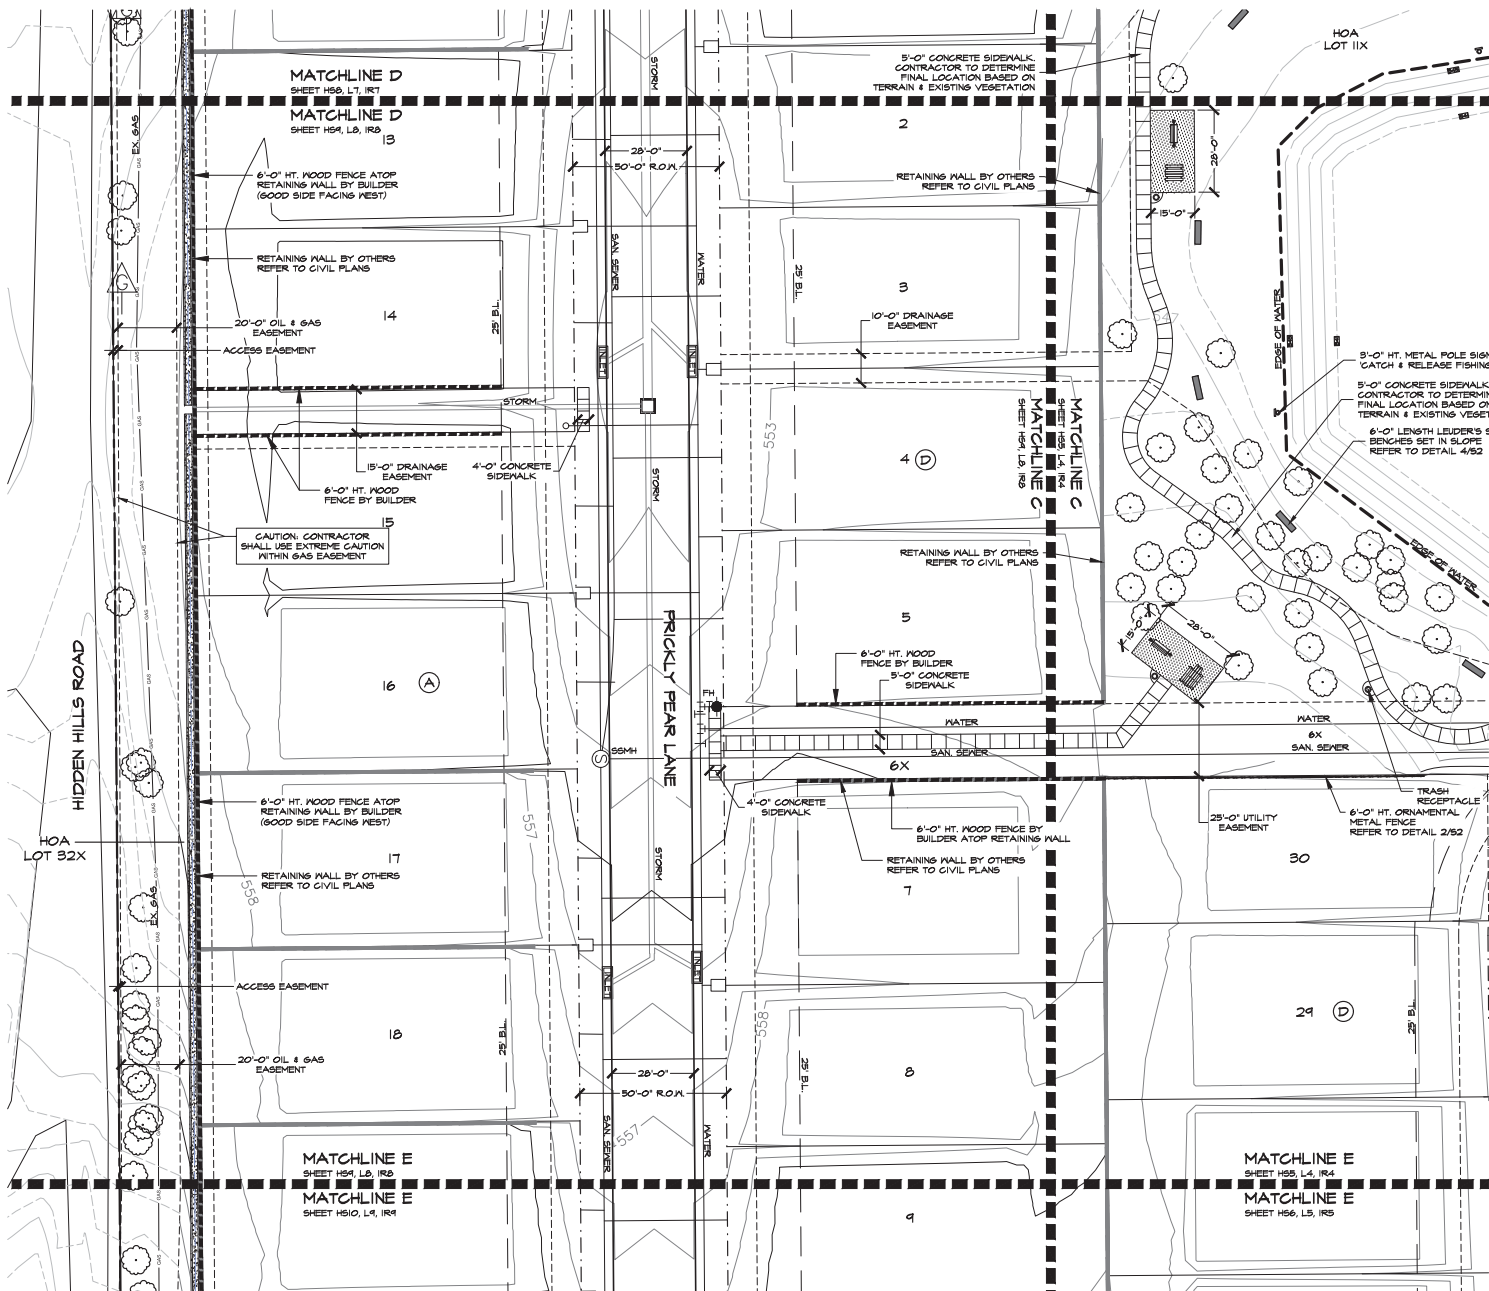 HOA
LOT 11X
MATCHLINE D
SHEET HS8, L7, IR7
MATCHLINE D
SHEET HS9, L8, IR8
13
STORM
5'-0" CONCRETE SIDEWALK.
CONTRACTOR TO DETERMINE
FINAL LOCATION BASED ON
TERRAIN & EXISTING VEGETATION
2
EX. GAS
GAS
28'-0"
50'-0" R.O.W.
28'-0"
15'-0"
6'-0" HT. WOOD FENCE ATOP
RETAINING WALL BY BUILDER
(GOOD SIDE FACING WEST)
RETAINING WALL BY OTHERS
REFER TO CIVIL PLANS
RETAINING WALL BY OTHERS
REFER TO CIVIL PLANS
G
SAN. SEWER
WATER
25' B.L.
25' B.L.
3
14
20'-0" OIL & GAS
EASEMENT
ACCESS EASEMENT
10'-0" DRAINAGE
EASEMENT
INLET
INLET
EDGE OF WATER
3'-0" HT. METAL POLE SIGN
'CATCH & RELEASE FISHING
5'-0" CONCRETE SIDEWALK
CONTRACTOR TO DETERMIN
FINAL LOCATION BASED ON
TERRAIN & EXISTING VEGET
6'-0" LENGTH LEUDER'S S
BENCHES SET IN SLOPE
REFER TO DETAIL 4/S2
STORM
MATCHLINE C
SHEET HS9, L8, IR8
MATCHLINE C
SHEET HS5, L4, IR4
553
4 D
15'-0" DRAINAGE
EASEMENT
4'-0" CONCRETE
SIDEWALK
6'-0" HT. WOOD
FENCE BY BUILDER
STORM
15
CAUTION: CONTRACTOR
SHALL USE EXTREME CAUTION
WITHIN GAS EASEMENT
RETAINING WALL BY OTHERS
REFER TO CIVIL PLANS
EDGE OF WATER
5
15'-0"
28'-0"
PRICKLY PEAR LANE
HIDDEN HILLS ROAD
16 A
6'-0" HT. WOOD
FENCE BY BUILDER
5'-0" CONCRETE
SIDEWALK
FH
WATER
SAN. SEWER
6X
WATER
6X
SAN. SEWER
SSMH
S
4'-0" CONCRETE
SIDEWALK
TRASH
RECEPTACLE
6'-0" HT. ORNAMENTAL
METAL FENCE
REFER TO DETAIL 2/S2
25'-0" UTILITY
EASEMENT
6'-0" HT. WOOD FENCE ATOP
RETAINING WALL BY BUILDER
(GOOD SIDE FACING WEST)
6'-0" HT. WOOD FENCE BY
BUILDER ATOP RETAINING WALL
RETAINING WALL BY OTHERS
REFER TO CIVIL PLANS
HOA
LOT 32X
17
557
STORM
30
RETAINING WALL BY OTHERS
REFER TO CIVIL PLANS
558
7
EX. GAS
INLET
INLET
ACCESS EASEMENT
18
25' B.L.
558
29 D
25' B.L.
20'-0" OIL & GAS
EASEMENT
28'-0"
50'-0" R.O.W.
8
25' B.L.
SAN. SEWER
557
WATER
MATCHLINE E
SHEET HS9, L8, IR8
MATCHLINE E
SHEET HS10, L9, IR9
MATCHLINE E
SHEET HS5, L4, IR4
MATCHLINE E
SHEET HS6, L5, IR5
9